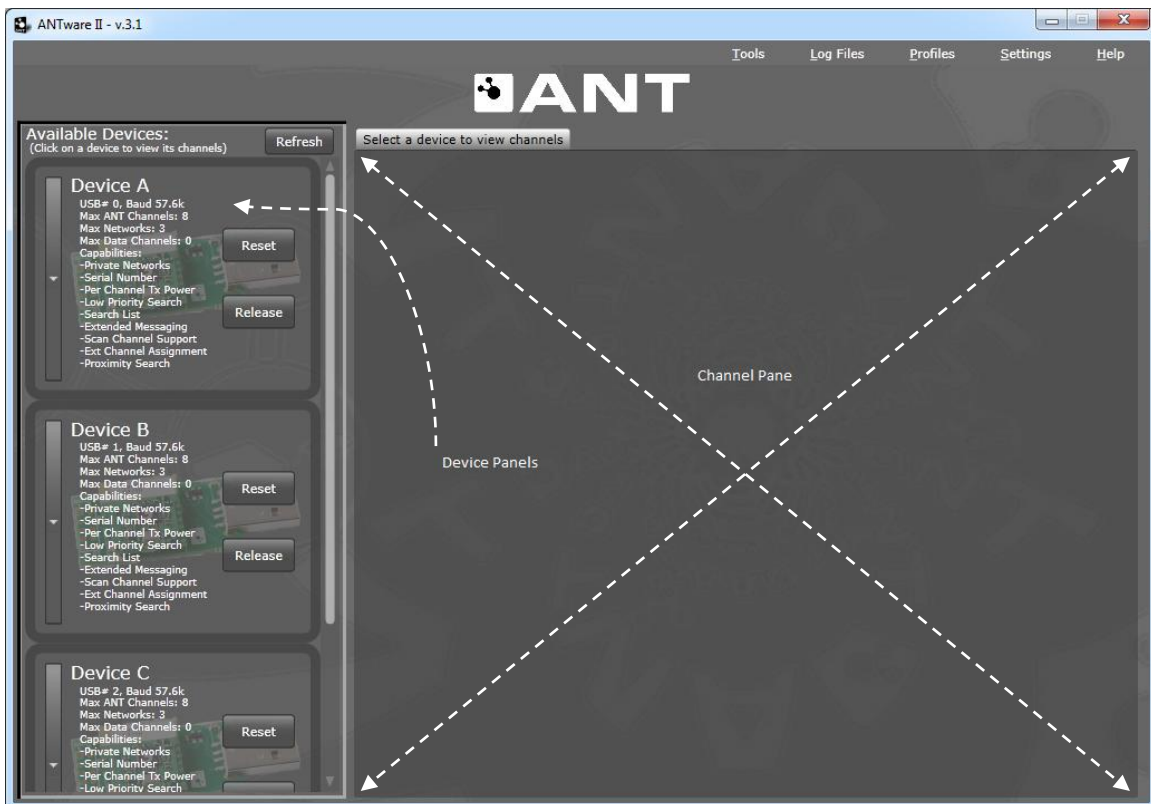 ANTware II - v.3.1
Tools Log Files Profiles Settings Help
ANT
Available Devices:
(Click on a device to view its channels)
Refresh
Select a device to view channels
Device A
USB# 0, Baud 57.6k
Max ANT Channels: 8
Max Networks: 3
Max Data Channels: 0
Capabilities:
-Private Networks
-Serial Number
-Per Channel Tx Power
-Low Priority Search
-Search List
-Extended Messaging
-Scan Channel Support
-Ext Channel Assignment
-Proximity Search
Reset
Release
Device B
USB# 1, Baud 57.6k
Max ANT Channels: 8
Max Networks: 3
Max Data Channels: 0
Capabilities:
-Private Networks
-Serial Number
-Per Channel Tx Power
-Low Priority Search
-Search List
-Extended Messaging
-Scan Channel Support
-Ext Channel Assignment
-Proximity Search
Reset
Release
Device C
USB# 2, Baud 57.6k
Max ANT Channels: 8
Max Networks: 3
Max Data Channels: 0
Capabilities:
-Private Networks
-Serial Number
-Per Channel Tx Power
-Low Priority Search
Reset
Channel Pane
Device Panels